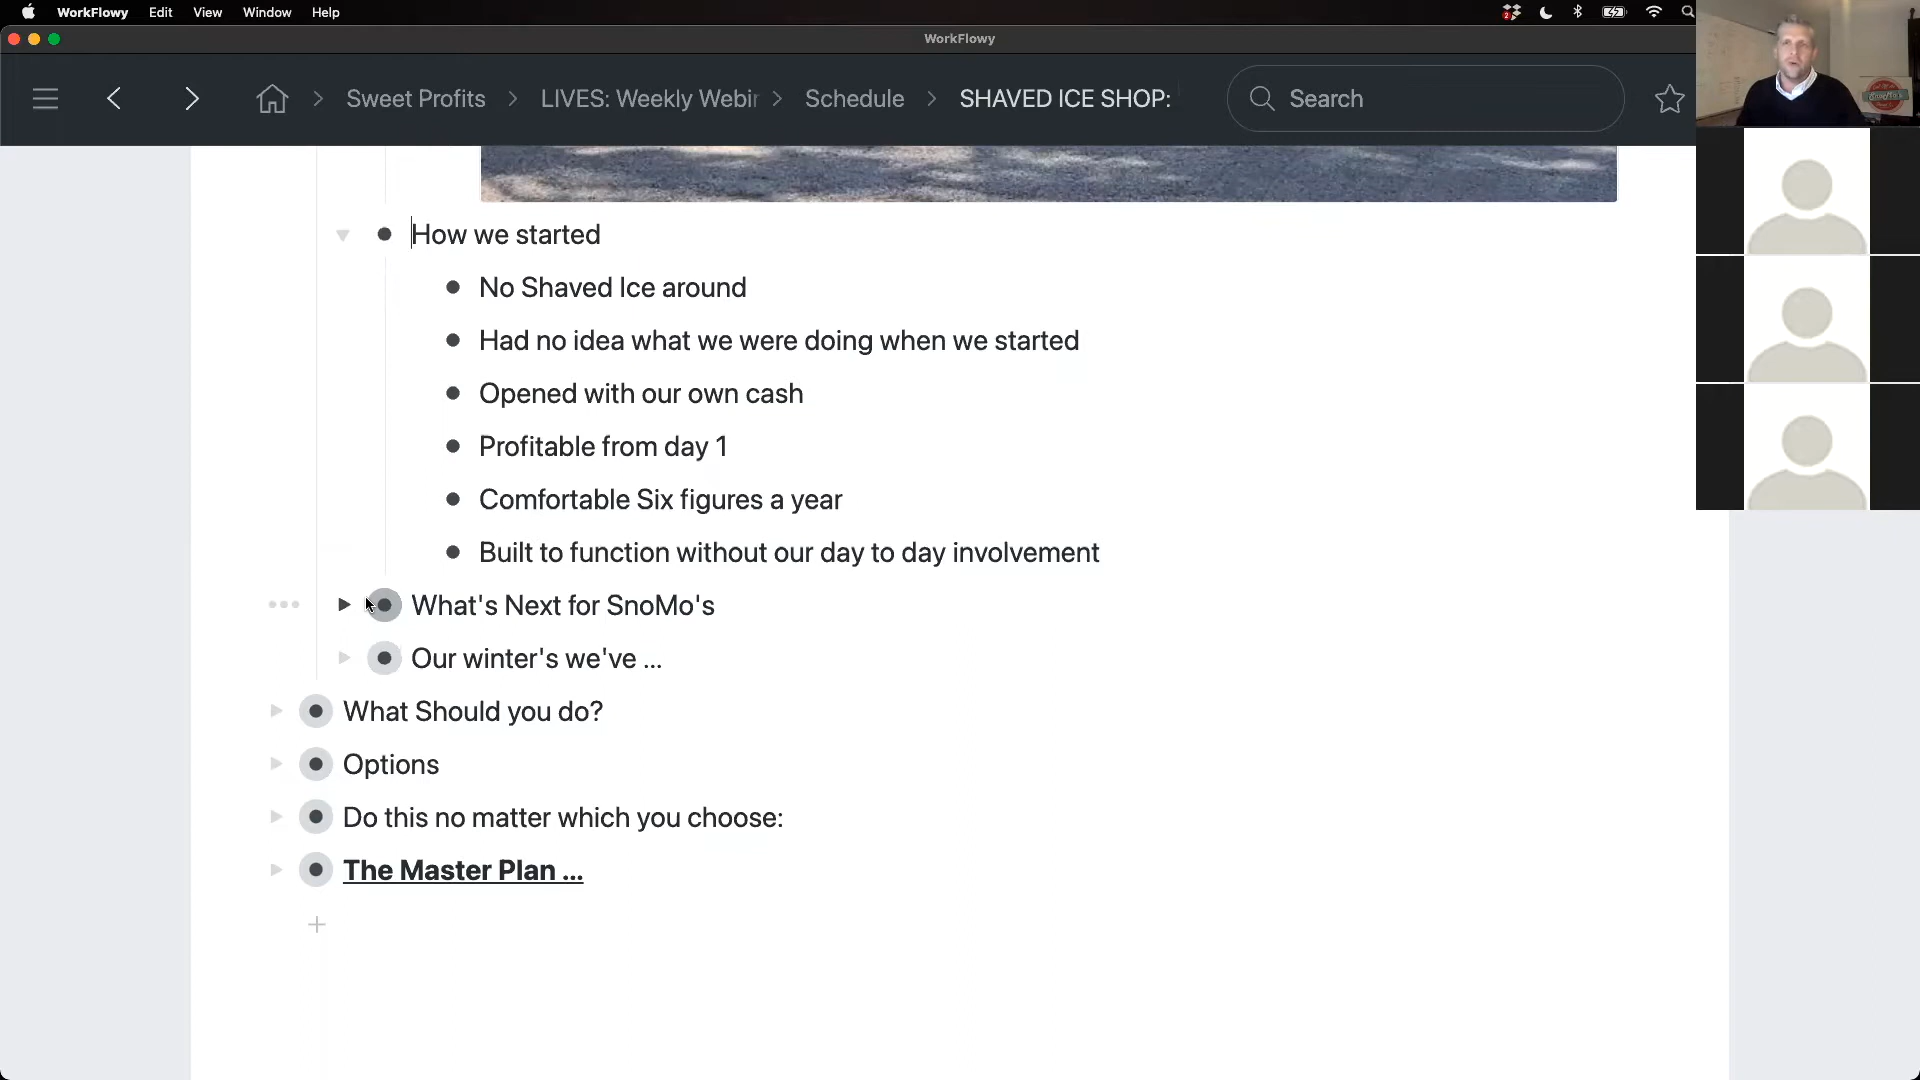 WorkFlowy Edit View Window Help
2
WorkFlowy
Sweet Profits LIVES: Weekly Webir Schedule SHAVED ICE SHOP: Search
How we started
No Shaved Ice around
Had no idea what we were doing when we started
Opened with our own cash
Profitable from day 1
Comfortable Six figures a year
Built to function without our day to day involvement
What's Next for SnoMo's
Our winter's we've ...
What Should you do?
Options
Do this no matter which you choose:
The Master Plan ...